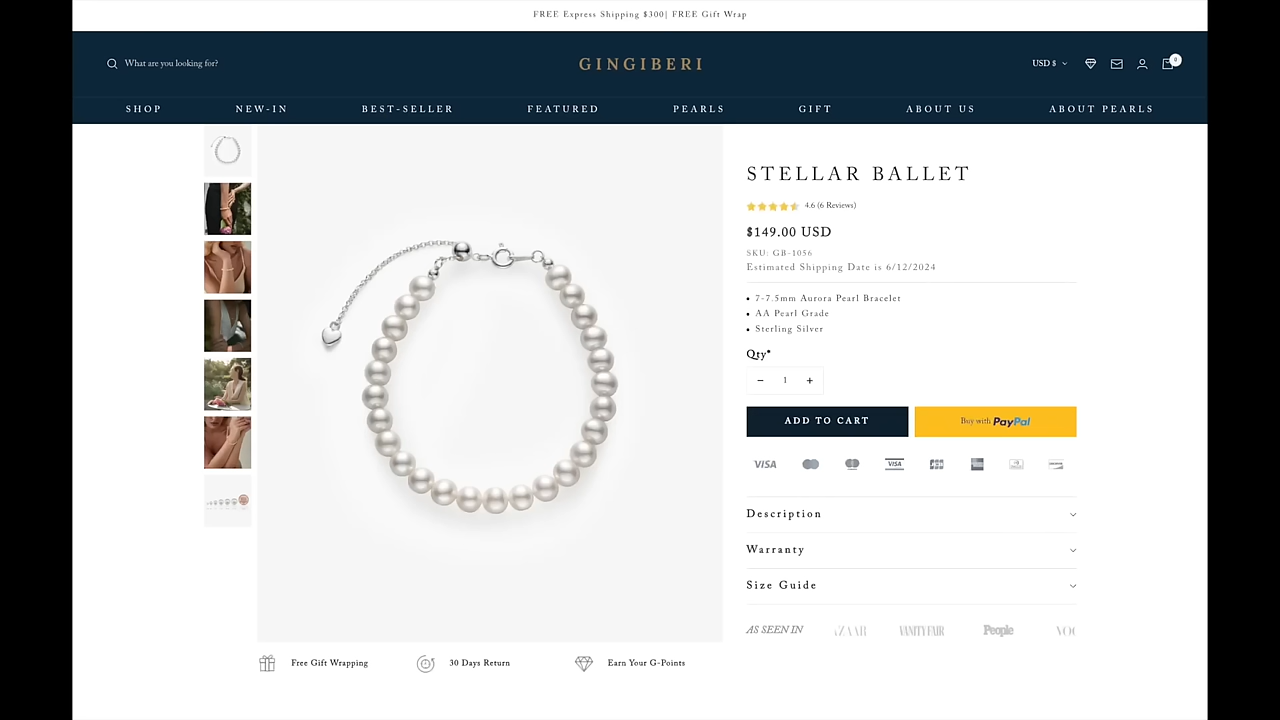 FREE Express Shipping $300| FREE Gift Wrap
What are you looking for?
GINGIBERI
USD $
0
SHOP NEW-IN BEST-SELLER FEATURED PEARLS GIFT ABOUT US ABOUT PEARLS
STELLAR BALLET
4.6 (6 Reviews)
$149.00 USD
SKU: GB-1056
Estimated Shipping Date is 6/12/2024
7-7.5mm Aurora Pearl Bracelet
AA Pearl Grade
Sterling Silver
Qty*
− 1 +
ADD TO CART
Buy with PayPal
VISA VISA
Description
Warranty
Size Guide
AS SEEN IN ZAAR VANITY FAIR People VOG
Free Gift Wrapping 30 Days Return Earn Your G-Points